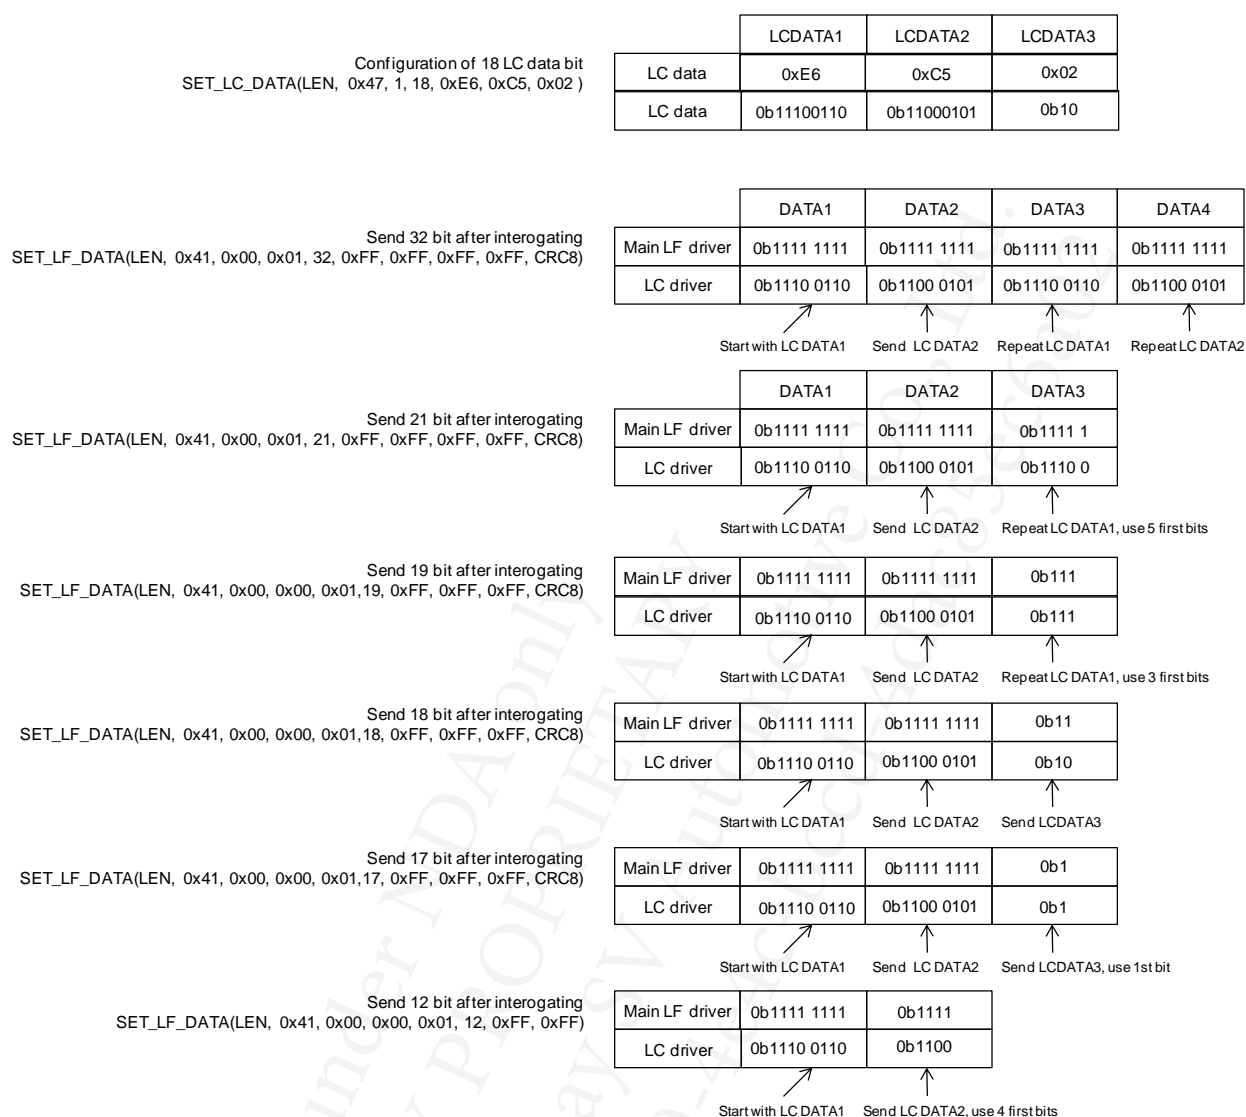 LCDATA1 LCDATA2 LCDATA3
Configuration of 18 LC data bit
SET_LC_DATA(LEN, 0x47, 1, 18, 0xE6, 0xC5, 0x02 )
LC data 0xE6 0xC5 0x02
LC data 0b11100110 0b11000101 0b10
DATA1 DATA2 DATA3 DATA4
Send 32 bit after interogating
SET_LF_DATA(LEN, 0x41, 0x00, 0x01, 32, 0xFF, 0xFF, 0xFF, 0xFF, CRC8)
Main LF driver 0b1111 1111 0b1111 1111 0b1111 1111 0b1111 1111
LC driver 0b1110 0110 0b1100 0101 0b1110 0110 0b1100 0101
Start with LC DATA1 Send LC DATA2 Repeat LC DATA1 Repeat LC DATA2
DATA1 DATA2 DATA3
Send 21 bit after interogating
SET_LF_DATA(LEN, 0x41, 0x00, 0x01, 21, 0xFF, 0xFF, 0xFF, 0xFF, CRC8)
Main LF driver 0b1111 1111 0b1111 1111 0b1111 1
LC driver 0b1110 0110 0b1100 0101 0b1110 0
Start with LC DATA1 Send LC DATA2 Repeat LC DATA1, use 5 first bits
Send 19 bit after interogating
SET_LF_DATA(LEN, 0x41, 0x00, 0x00, 0x01,19, 0xFF, 0xFF, 0xFF, CRC8)
Main LF driver 0b1111 1111 0b1111 1111 0b111
LC driver 0b1110 0110 0b1100 0101 0b111
Start with LC DATA1 Send LC DATA2 Repeat LC DATA1, use 3 first bits
Send 18 bit after interogating
SET_LF_DATA(LEN, 0x41, 0x00, 0x00, 0x01,18, 0xFF, 0xFF, 0xFF, CRC8)
Main LF driver 0b1111 1111 0b1111 1111 0b11
LC driver 0b1110 0110 0b1100 0101 0b10
Start with LC DATA1 Send LC DATA2 Send LCDATA3
Send 17 bit after interogating
SET_LF_DATA(LEN, 0x41, 0x00, 0x00, 0x01,17, 0xFF, 0xFF, 0xFF, CRC8)
Main LF driver 0b1111 1111 0b1111 1111 0b1
LC driver 0b1110 0110 0b1100 0101 0b1
Start with LC DATA1 Send LC DATA2 Send LCDATA3, use 1st bit
Send 12 bit after interogating
SET_LF_DATA(LEN, 0x41, 0x00, 0x00, 0x01, 12, 0xFF, 0xFF)
Main LF driver 0b1111 1111 0b1111
LC driver 0b1110 0110 0b1100
Start with LC DATA1 Send LC DATA2, use 4 first bits